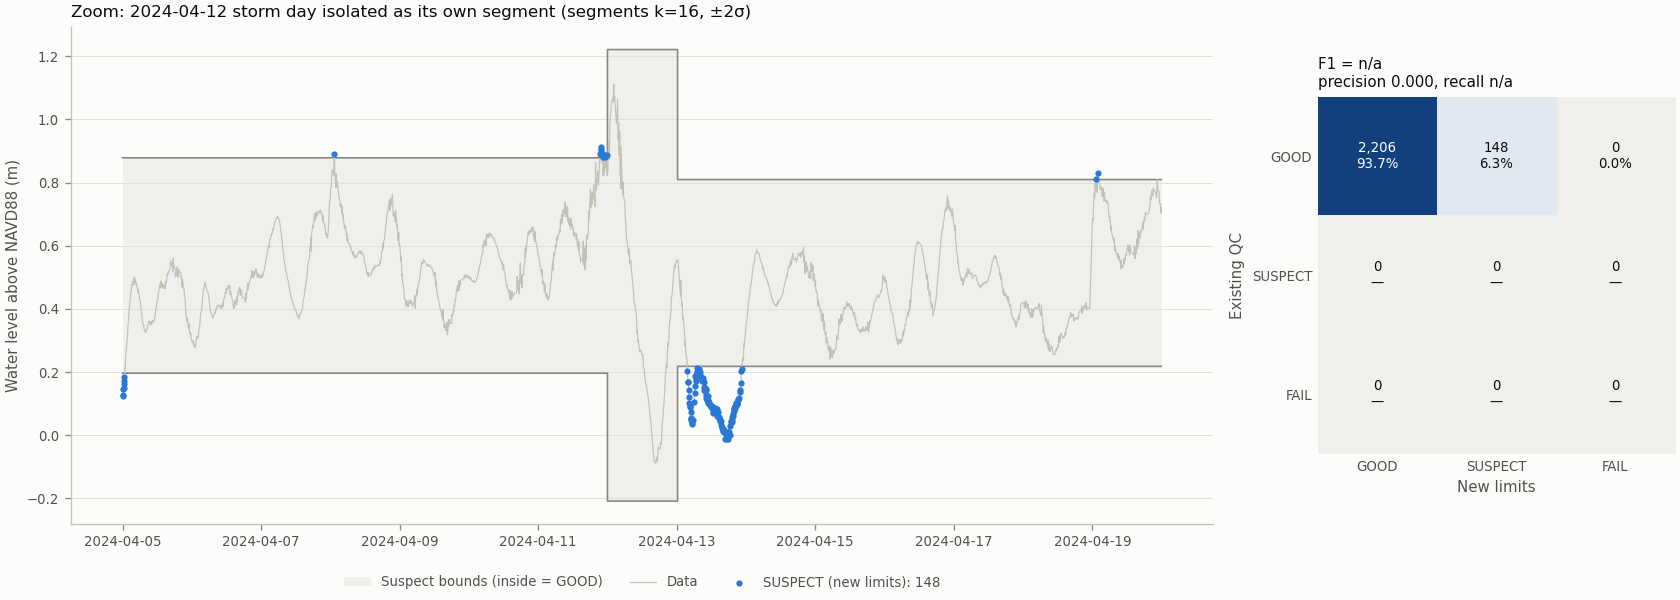 Zoom: 2024-04-12 storm day isolated as its own segment (segments k=16, ±2σ)
Water level above NAVD88 (m)
1.2
1.0
0.8
0.6
0.4
0.2
0.0
−0.2
2024-04-05
2024-04-07
2024-04-09
2024-04-11
2024-04-13
2024-04-15
2024-04-17
2024-04-19
Suspect bounds (inside = GOOD)
Data
SUSPECT (new limits): 148
F1 = n/a
precision 0.000, recall n/a
Existing QC
GOOD
2,206
93.7%
148
6.3%
0
0.0%
SUSPECT
0
—
0
—
0
—
FAIL
0
—
0
—
0
—
GOOD
SUSPECT
FAIL
New limits